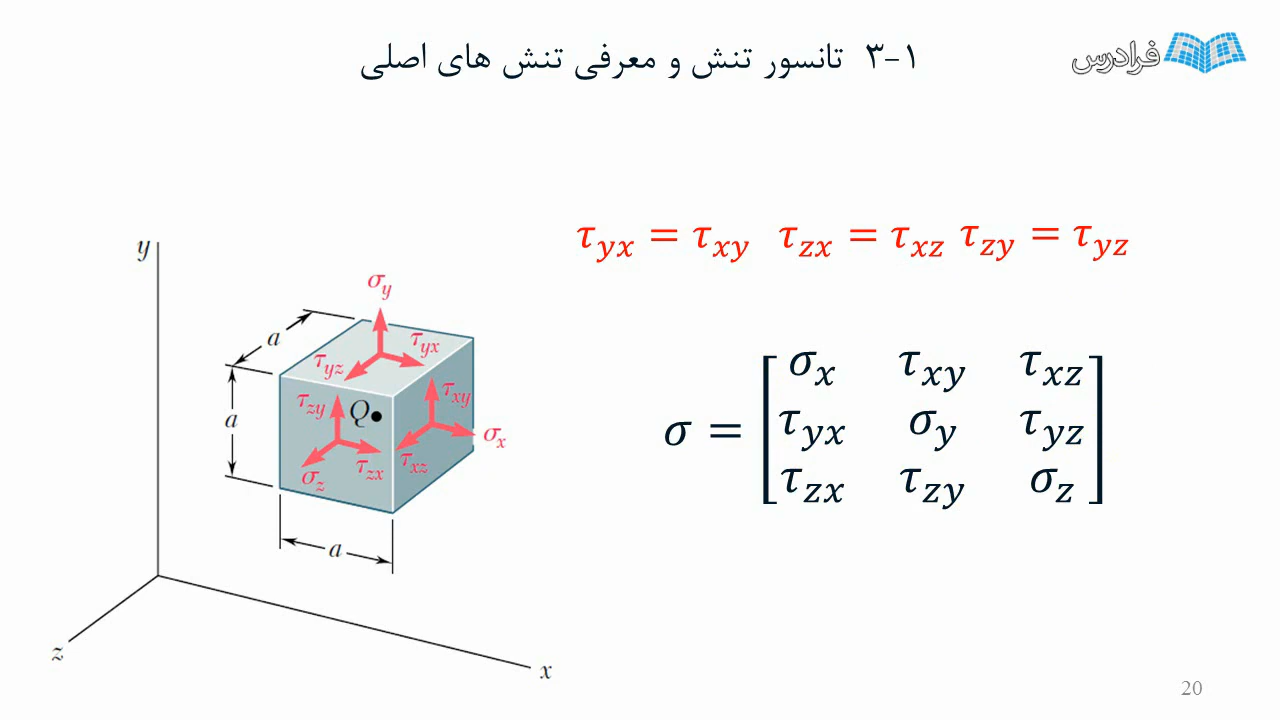 ۳-۱ تانسور تنش و معرفی تنش های اصلی
فرادرس
τ_yx = τ_xy τ_zx = τ_xz τ_zy = τ_yz
σ =
σ_x τ_xy τ_xz
τ_yx σ_y τ_yz
τ_zx τ_zy σ_z
y
σ_y
a
τ_yx
τ_yz
τ_xy
τ_zy
Q
a
σ_x
τ_zx
τ_xz
σ_z
a
z
x
20